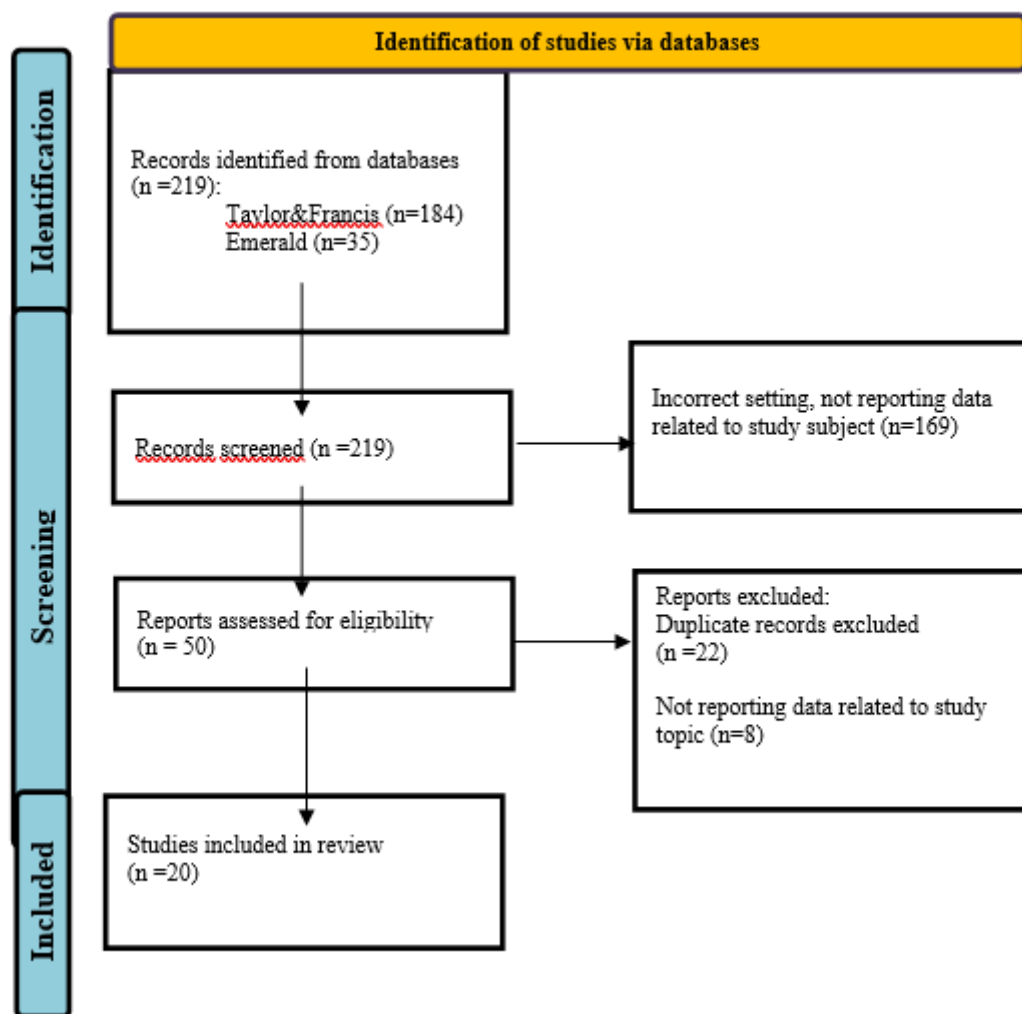 Identification of studies via databases
Identification
Records identified from databases
(n =219):
Taylor&Francis (n=184)
Emerald (n=35)
Screening
Records screened (n =219)
Incorrect setting, not reporting data
related to study subject (n=169)
Reports assessed for eligibility
(n = 50)
Reports excluded:
Duplicate records excluded
(n =22)
Not reporting data related to study
topic (n=8)
Included
Studies included in review
(n =20)